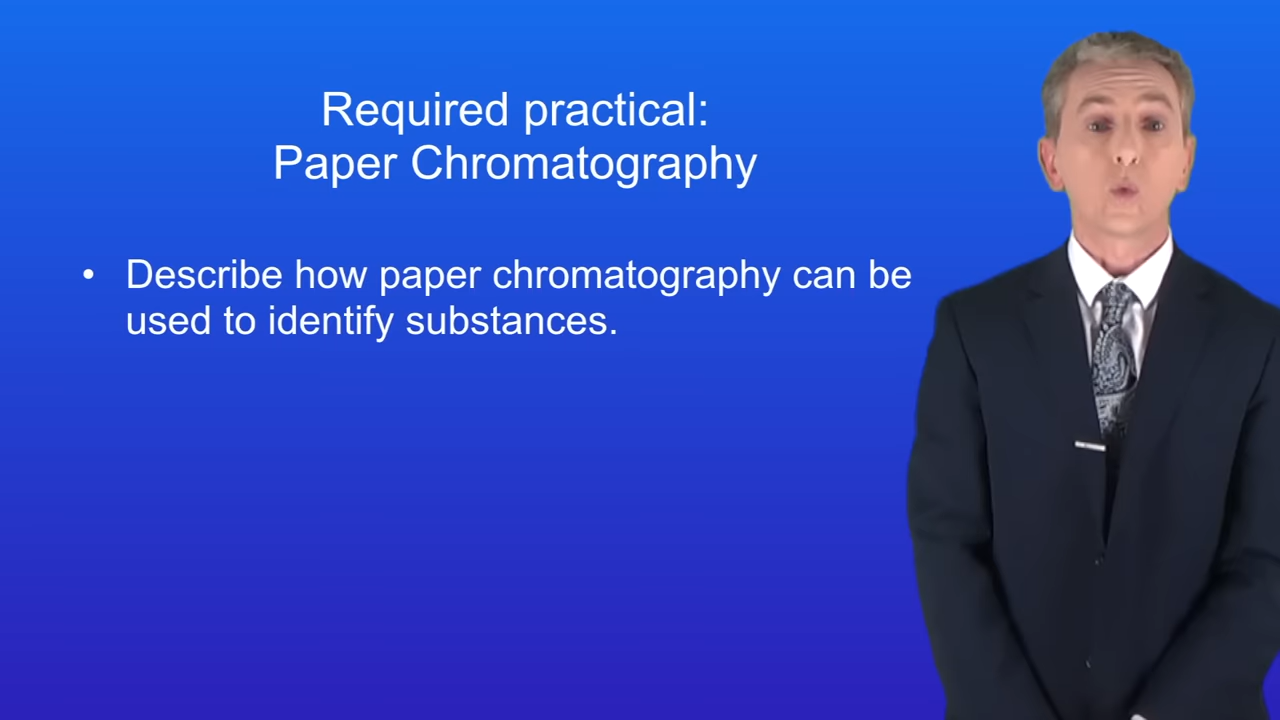 Required practical:
Paper Chromatography
• Describe how paper chromatography can be
used to identify substances.